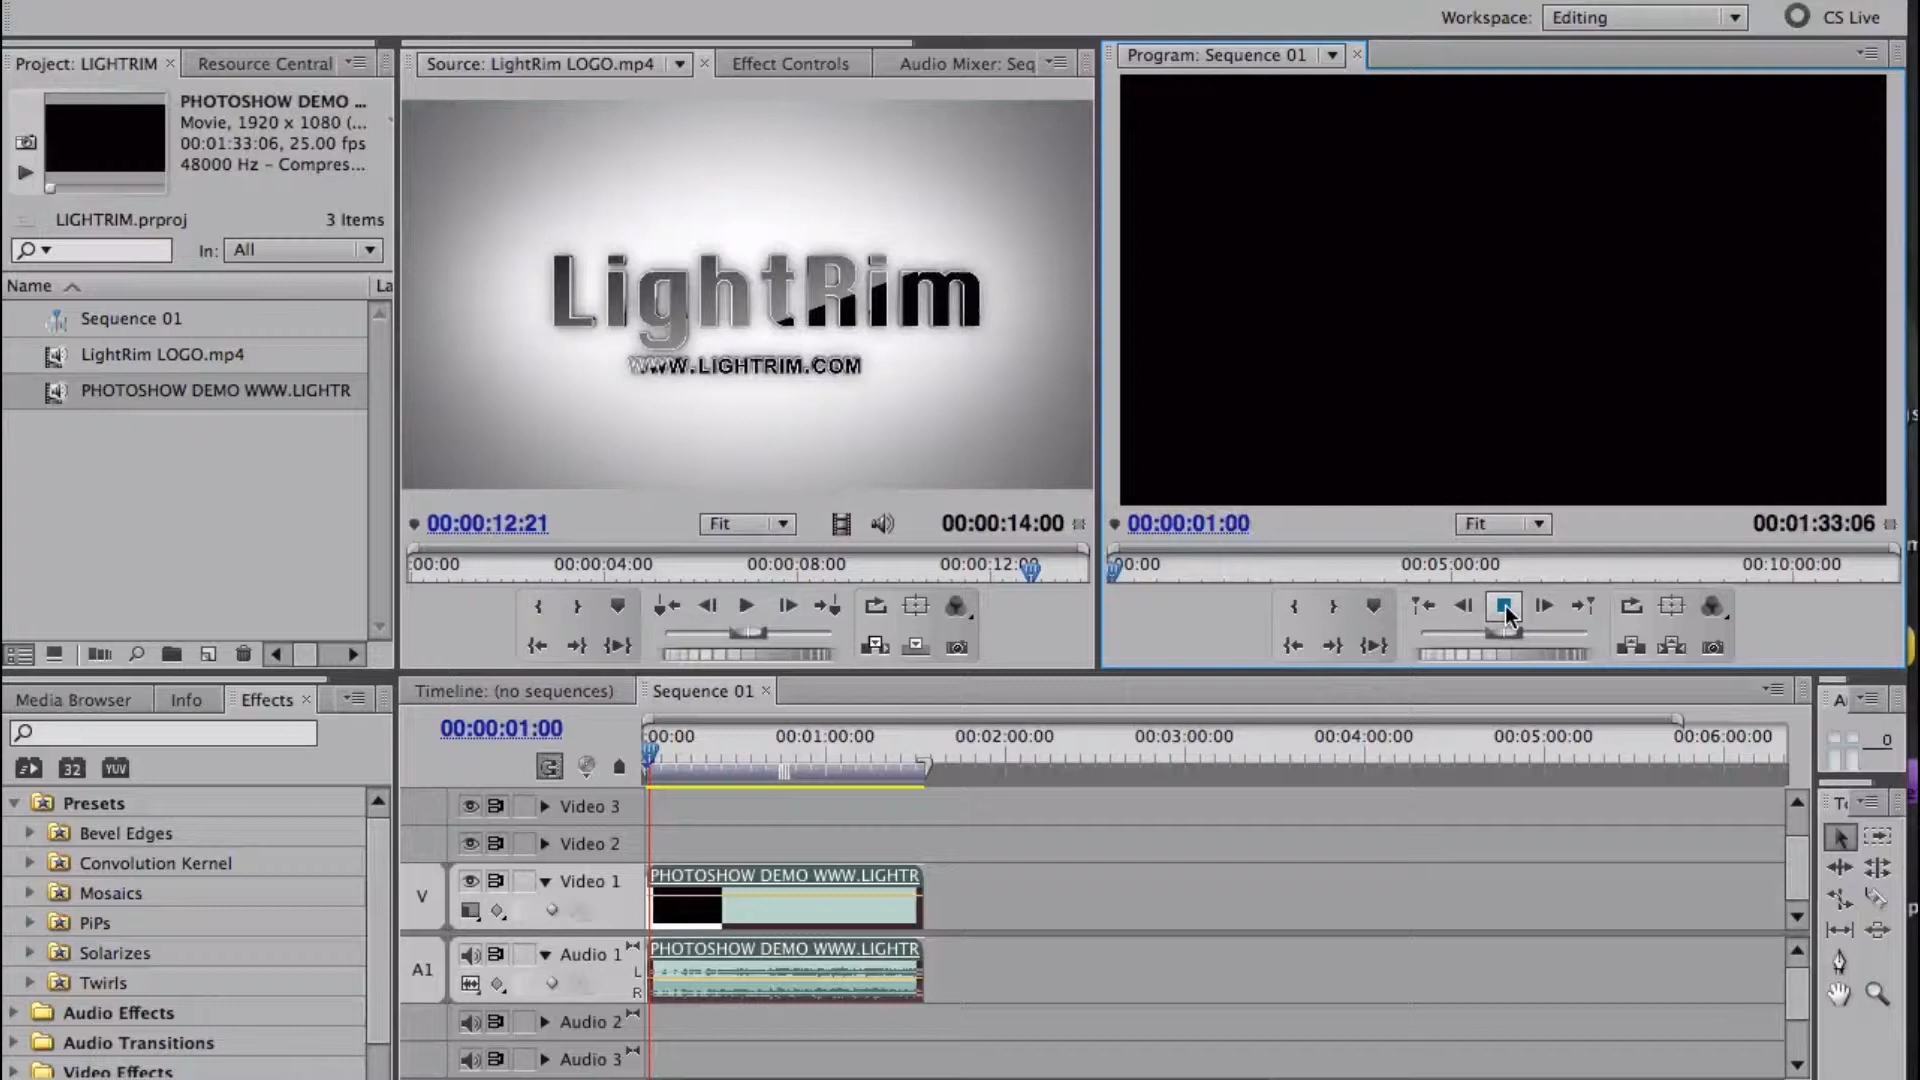 Workspace: Editing
CS Live
Project: LIGHTRIM
Resource Central
PHOTOSHOW DEMO ...
Movie, 1920 x 1080 (...
00:01:33:06, 25.00 fps
48000 Hz – Compres...
LIGHTRIM.prproj
3 Items
In: All
Name
La
Sequence 01
LightRim LOGO.mp4
PHOTOSHOW DEMO WWW.LIGHTR
Source: LightRim LOGO.mp4
Effect Controls
Audio Mixer: Seq
LightRim
WWW.LIGHTRIM.COM
00:00:12:21
Fit
00:00:14:00
:00:00
00:00:04:00
00:00:08:00
00:00:12:00
Program: Sequence 01
00:00:01:00
Fit
00:01:33:06
00:00
00:05:00:00
00:10:00:00
Media Browser
Info
Effects
32
YUV
Presets
Bevel Edges
Convolution Kernel
Mosaics
PiPs
Solarizes
Twirls
Audio Effects
Audio Transitions
Video Effects
Timeline: (no sequences)
Sequence 01
00:00:01:00
:00:00
00:01:00:00
00:02:00:00
00:03:00:00
00:04:00:00
00:05:00:00
00:06:00:00
Video 3
Video 2
V
Video 1
PHOTOSHOW DEMO WWW.LIGHTR
A1
Audio 1
L
R
PHOTOSHOW DEMO WWW.LIGHTR
Audio 2
Audio 3
A
0